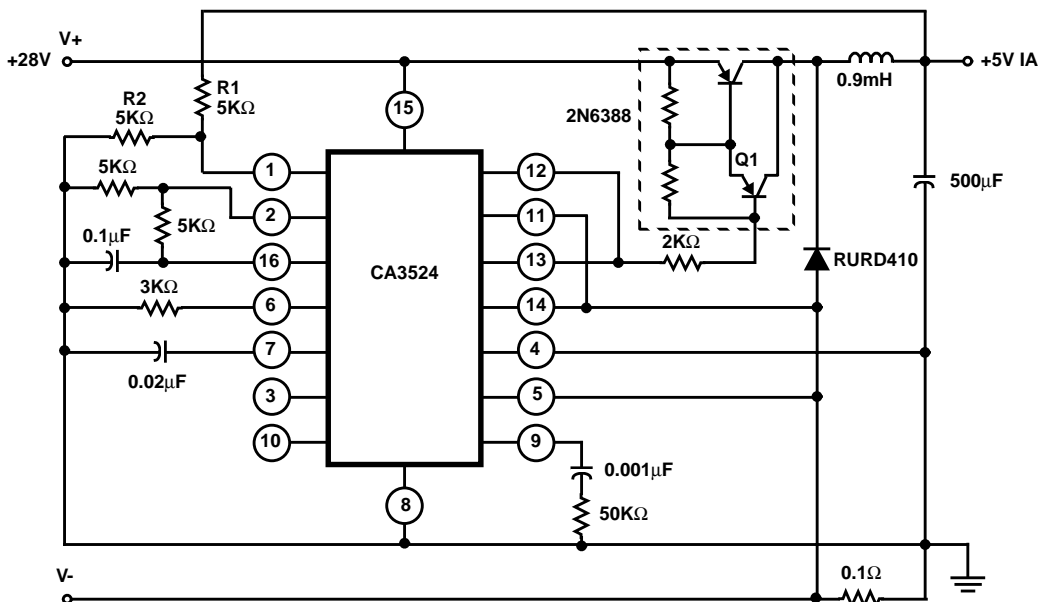 V+
+28V
+5V IA
R1
5KΩ
R2
5KΩ
0.9mH
15
2N6388
Q1
5KΩ
1
12
500µF
2
11
5KΩ
2KΩ
0.1µF
16
CA3524
13
RURD410
3KΩ
6
14
7
4
0.02µF
3
5
10
9
0.001µF
8
50KΩ
V-
0.1Ω